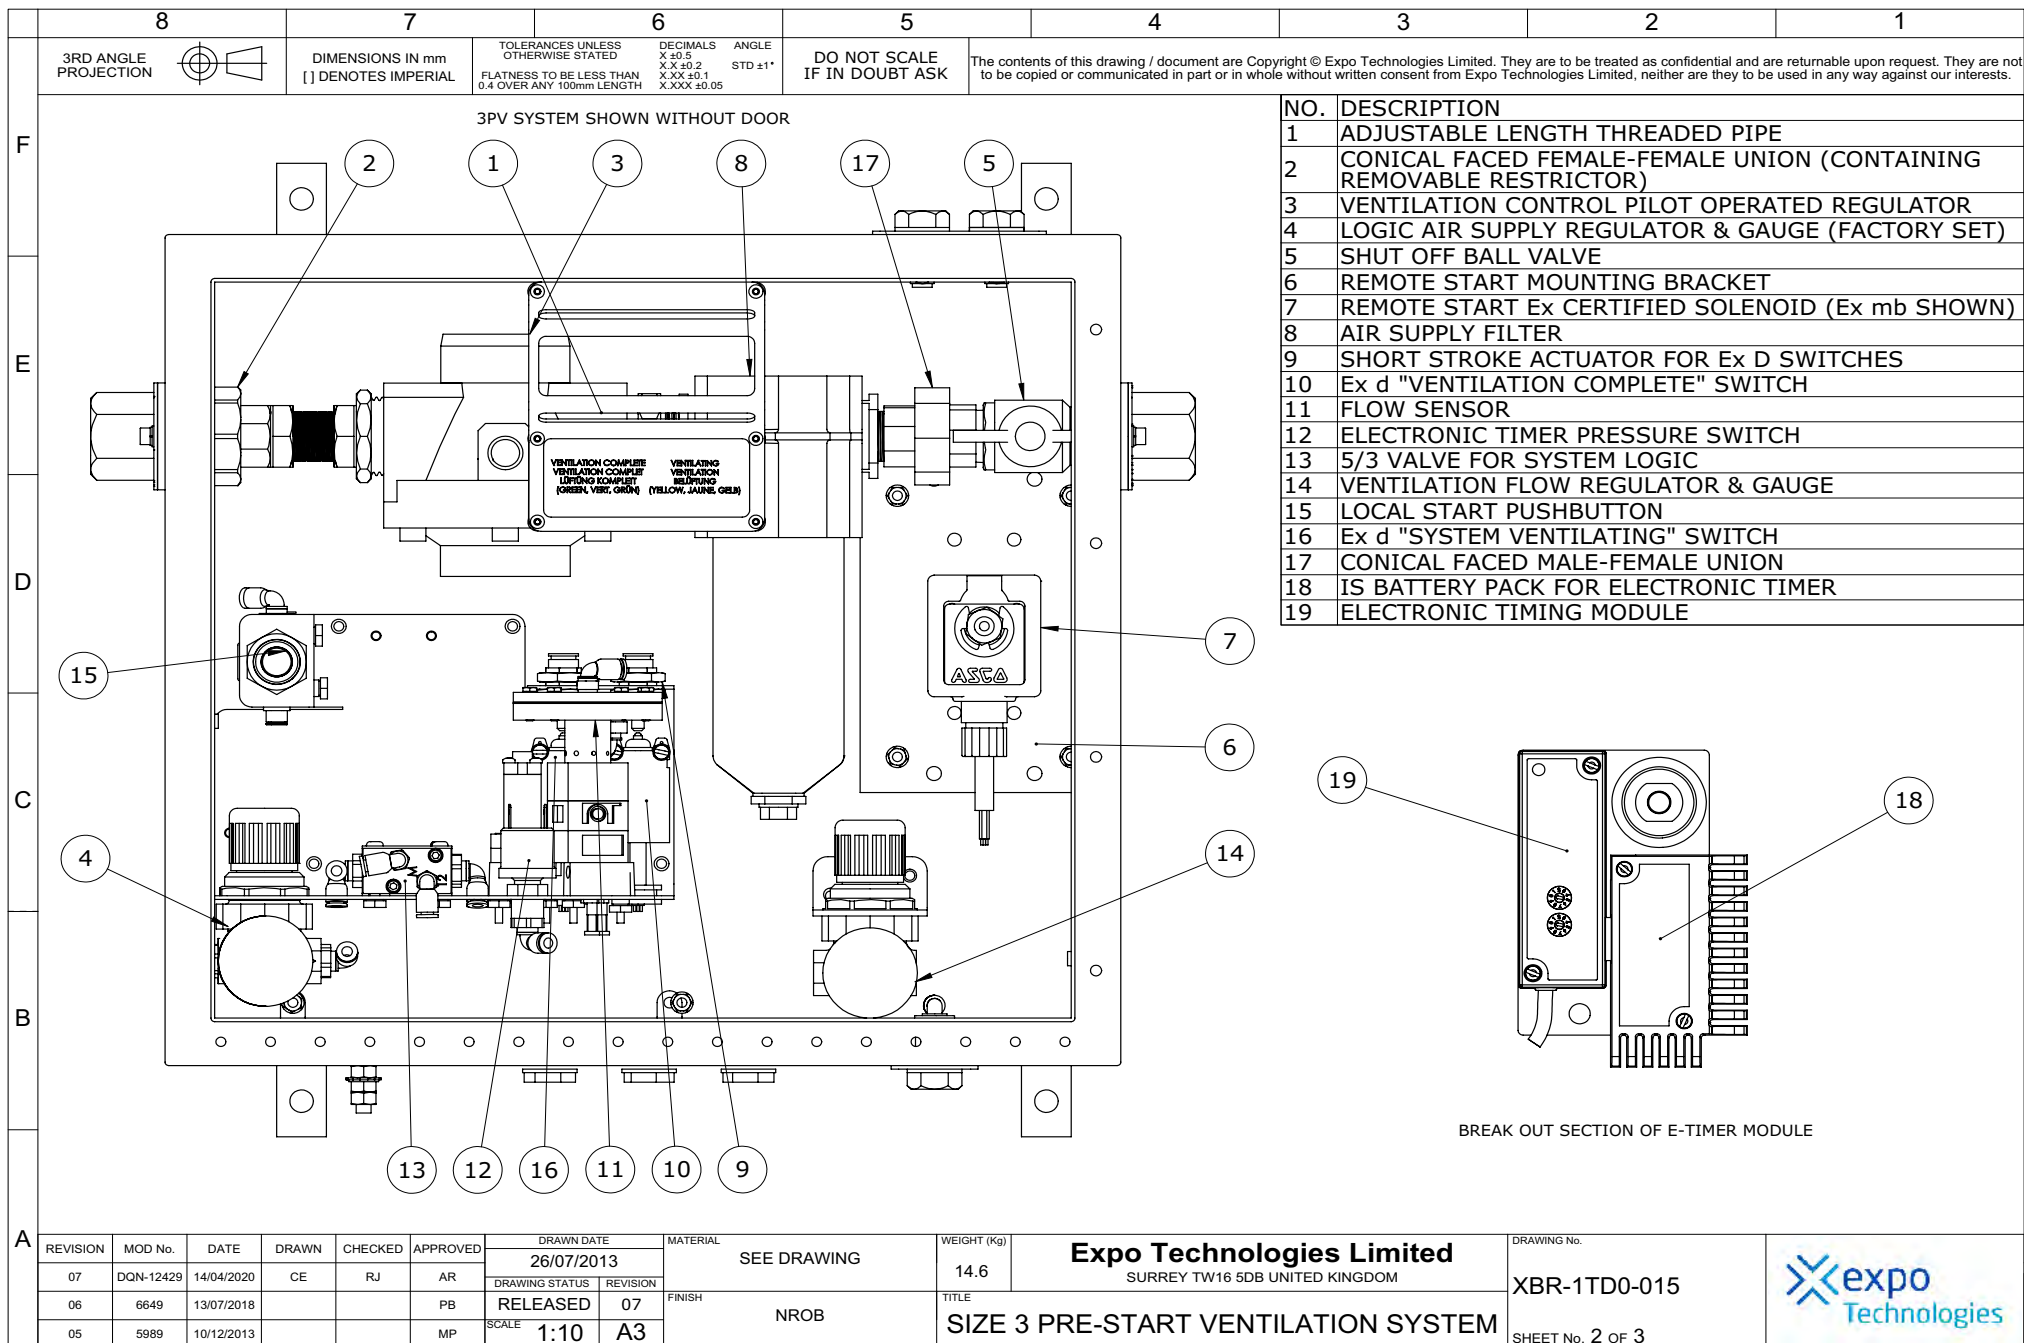 8 7 6 5 4 3 2 1
3RD ANGLE
PROJECTION
DIMENSIONS IN mm
[ ] DENOTES IMPERIAL
TOLERANCES UNLESS
OTHERWISE STATED
FLATNESS TO BE LESS THAN
0.4 OVER ANY 100mm LENGTH
DECIMALS
X ±0.5
X.X ±0.2
X.XX ±0.1
X.XXX ±0.05
ANGLE
STD ±1°
DO NOT SCALE
IF IN DOUBT ASK
The contents of this drawing / document are Copyright © Expo Technologies Limited. They are to be treated as confidential and are returnable upon request. They are not
to be copied or communicated in part or in whole without written consent from Expo Technologies Limited, neither are they to be used in any way against our interests.
F
E
D
C
B
A
3PV SYSTEM SHOWN WITHOUT DOOR
2 1 3 8 17 5
NO. DESCRIPTION
1 ADJUSTABLE LENGTH THREADED PIPE
2 CONICAL FACED FEMALE-FEMALE UNION (CONTAINING
REMOVABLE RESTRICTOR)
3 VENTILATION CONTROL PILOT OPERATED REGULATOR
4 LOGIC AIR SUPPLY REGULATOR & GAUGE (FACTORY SET)
5 SHUT OFF BALL VALVE
6 REMOTE START MOUNTING BRACKET
7 REMOTE START Ex CERTIFIED SOLENOID (Ex mb SHOWN)
8 AIR SUPPLY FILTER
9 SHORT STROKE ACTUATOR FOR Ex D SWITCHES
10 Ex d "VENTILATION COMPLETE" SWITCH
11 FLOW SENSOR
12 ELECTRONIC TIMER PRESSURE SWITCH
13 5/3 VALVE FOR SYSTEM LOGIC
14 VENTILATION FLOW REGULATOR & GAUGE
15 LOCAL START PUSHBUTTON
16 Ex d "SYSTEM VENTILATING" SWITCH
17 CONICAL FACED MALE-FEMALE UNION
18 IS BATTERY PACK FOR ELECTRONIC TIMER
19 ELECTRONIC TIMING MODULE
VENTILATION COMPLETE
VENTILATION COMPLET
LÜFTUNG KOMPLETT
(GREEN, VERT, GRÜN)
VENTILATING
VENTILATION
BELÜFTUNG
(YELLOW, JAUNE, GELB)
15
7
ASCO
6
4
12
14
19
18
13 12 16 11 10 9
BREAK OUT SECTION OF E-TIMER MODULE
REVISION MOD No. DATE DRAWN CHECKED APPROVED
07 DQN-12429 14/04/2020 CE RJ AR
06 6649 13/07/2018 PB
05 5989 10/12/2013 MP
DRAWN DATE
26/07/2013
DRAWING STATUS REVISION
RELEASED 07
SCALE 1:10 A3
MATERIAL
SEE DRAWING
FINISH
NROB
WEIGHT (Kg)
14.6
Expo Technologies Limited
SURREY TW16 5DB UNITED KINGDOM
TITLE
SIZE 3 PRE-START VENTILATION SYSTEM
DRAWING No.
XBR-1TD0-015
SHEET No. 2 OF 3
expo
Technologies